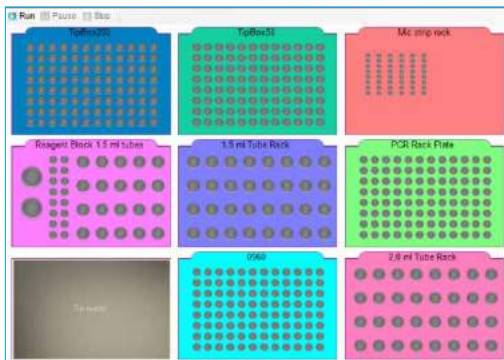 Run Pause Stop
TipBox200 TipBox50 Mic strip rack
Reagent Block 1.5 ml tubes 1.5 ml Tube Rack PCR Rack Plate
Tip waste 0960 2.0 ml Tube Rack